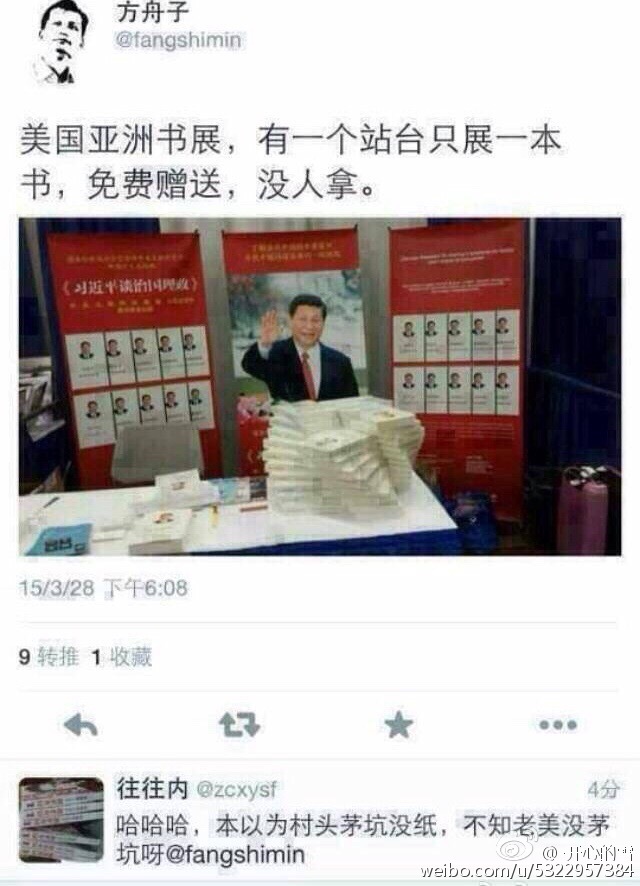 方舟子
@fangshimin
美国亚洲书展，有一个站台只展一本
书，免费赠送，没人拿。
《习近平谈治国理政》
15/3/28 下午6:08
9 转推 1 收藏
往往内 @zcxysf
4分
哈哈哈，本以为村头茅坑没纸，不知老美没茅
坑呀@fangshimin
weibo.com/u/5322957384